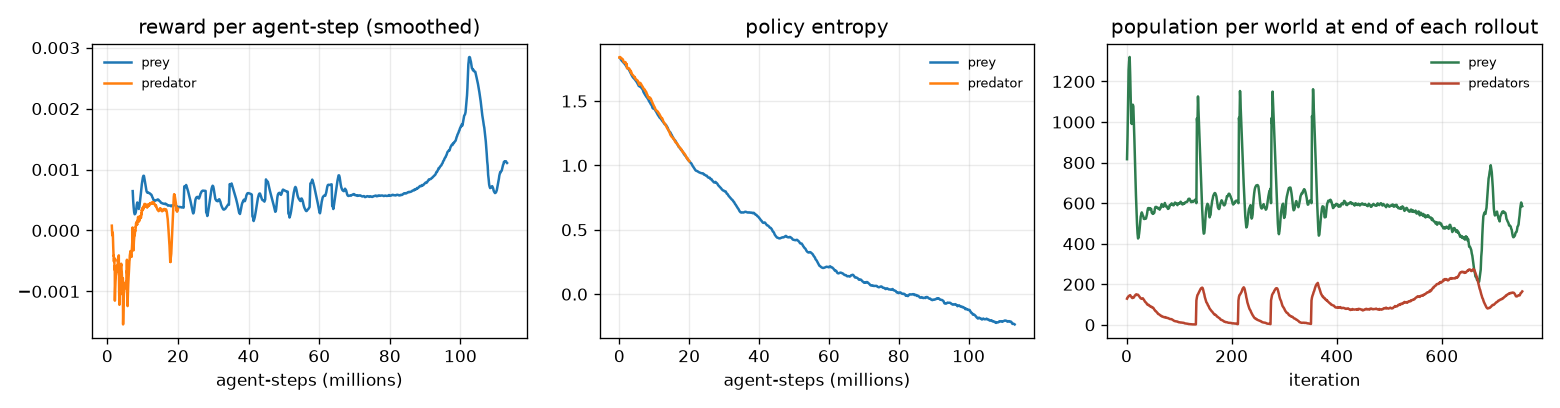 reward per agent-step (smoothed)
prey
predator
0.003
0.002
0.001
0.000
−0.001
0 20 40 60 80 100
agent-steps (millions)
policy entropy
prey
predator
1.5
1.0
0.5
0.0
0 20 40 60 80 100
agent-steps (millions)
population per world at end of each rollout
prey
predators
1200
1000
800
600
400
200
0
0 200 400 600
iteration